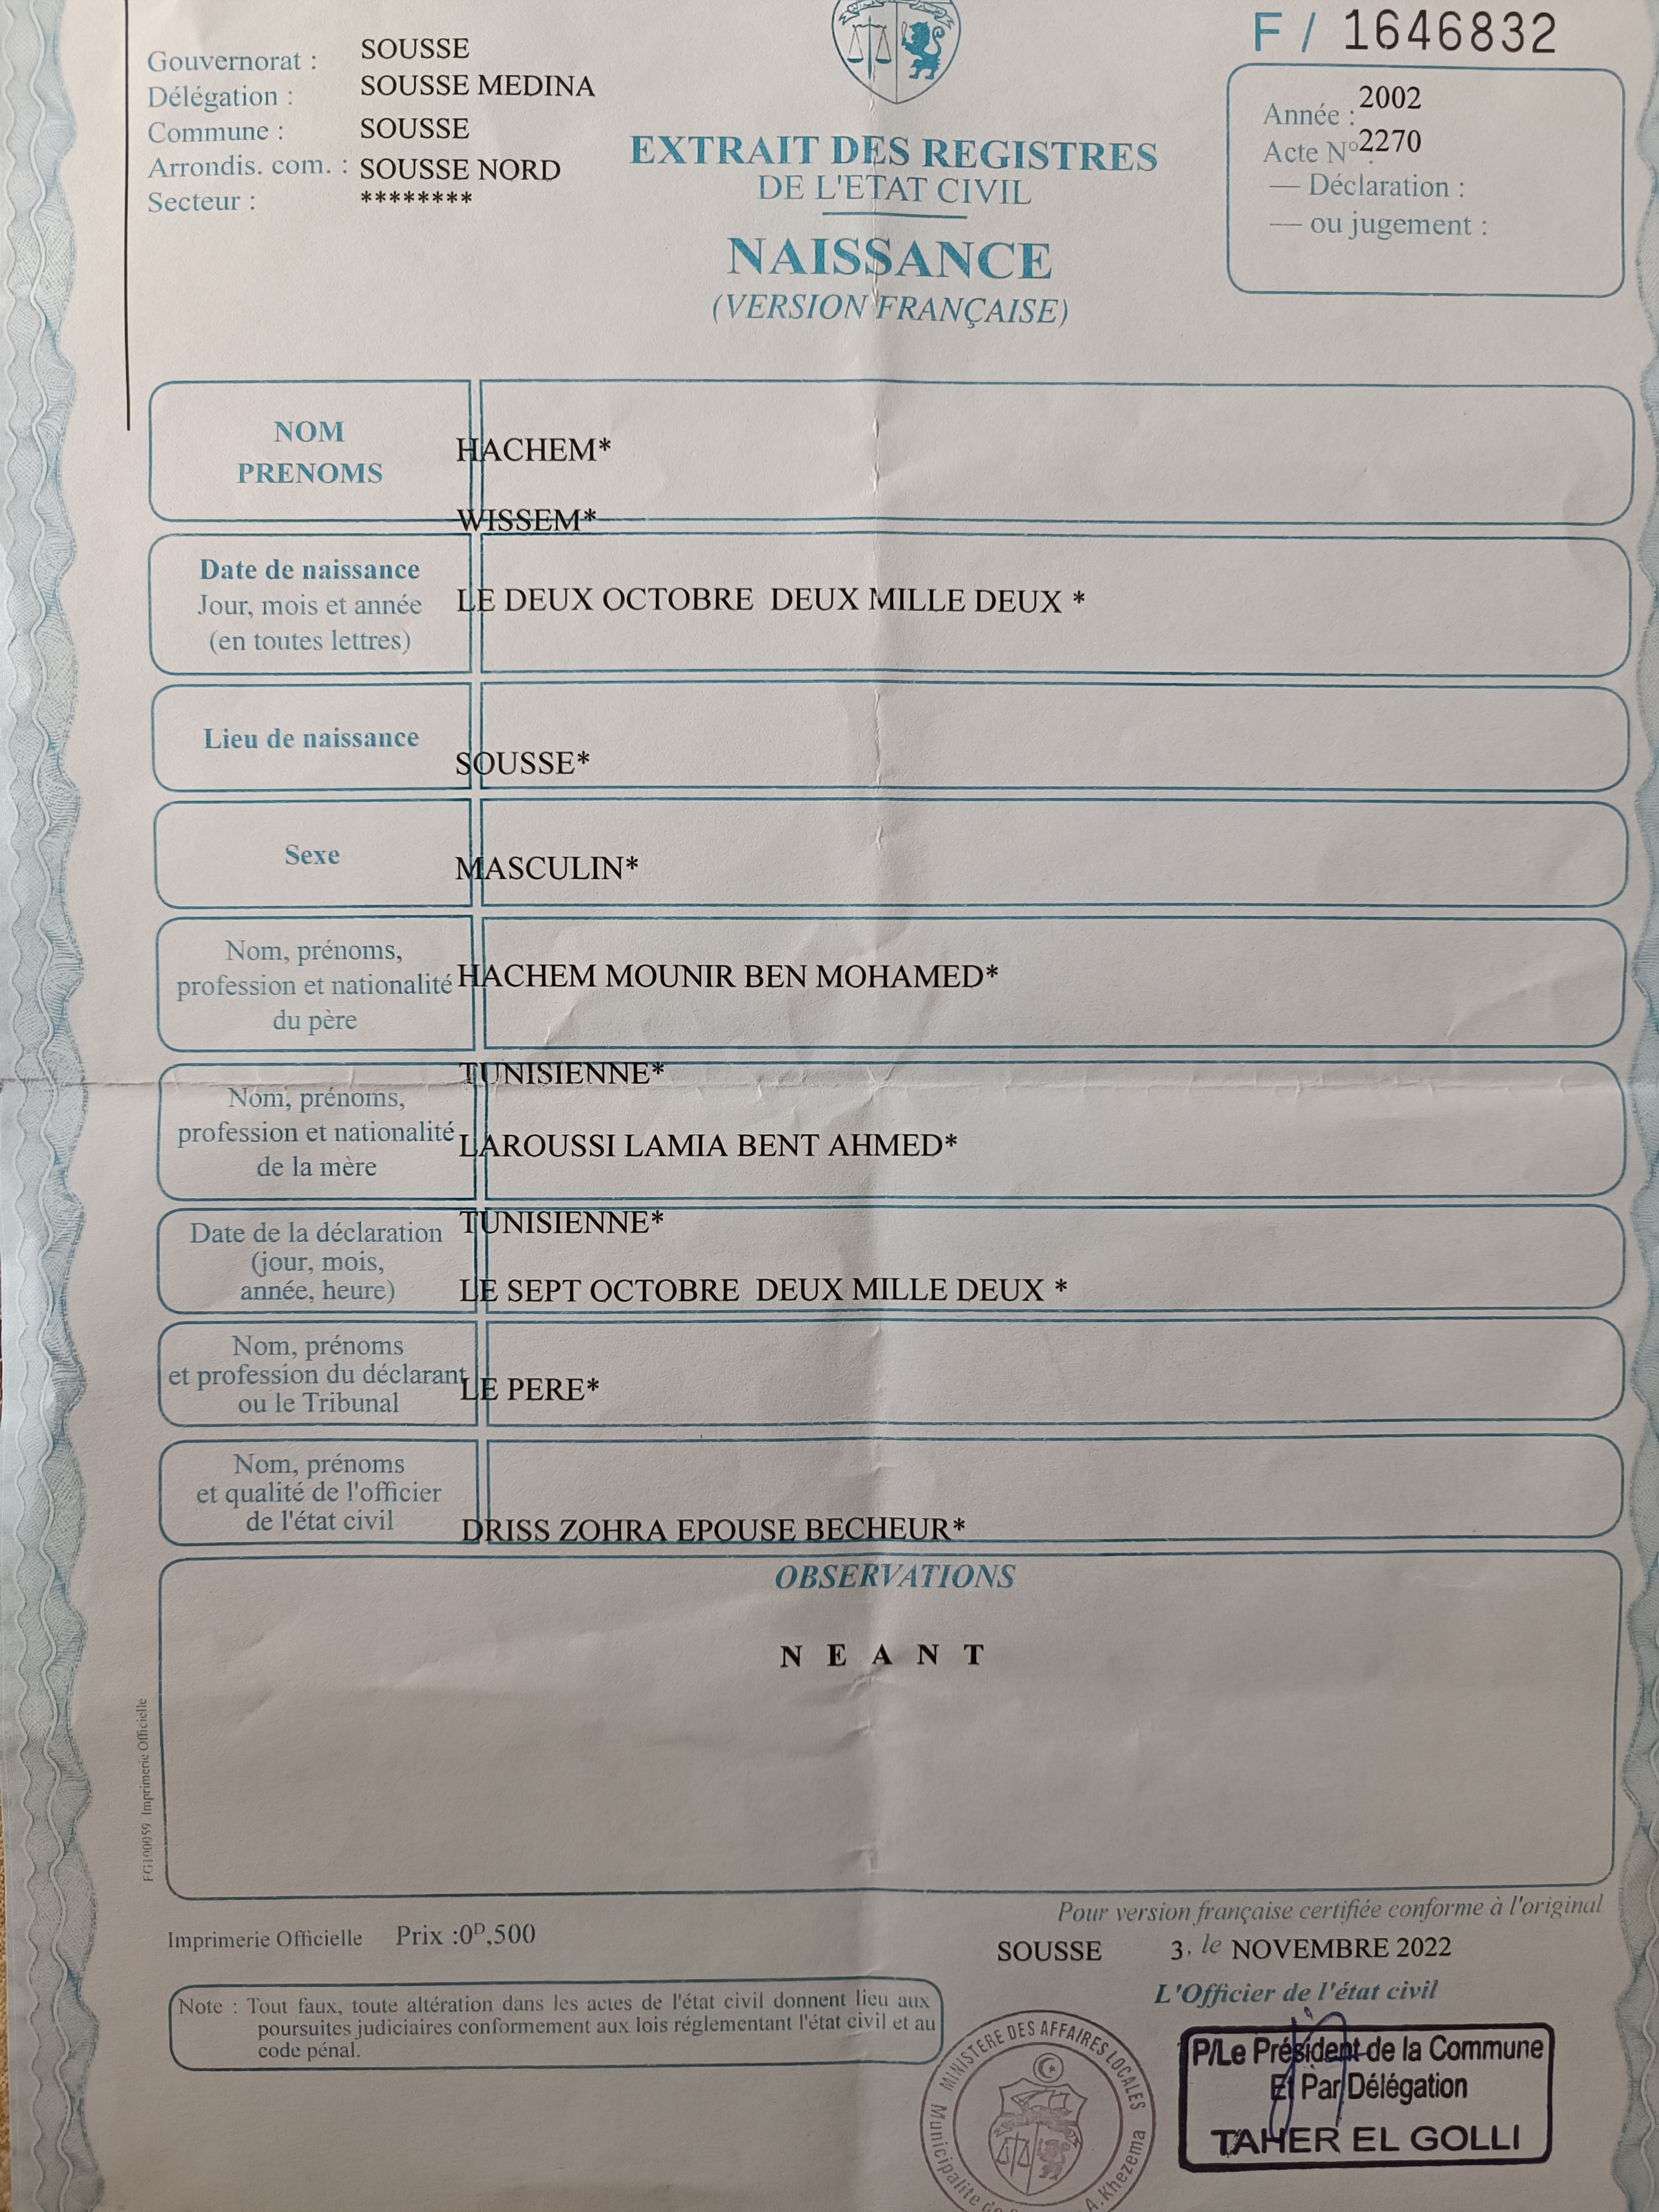 F / 1646832
Gouvernorat : SOUSSE
Délégation : SOUSSE MEDINA
Commune : SOUSSE
Arrondis. com. : SOUSSE NORD
Secteur : ********
EXTRAIT DES REGISTRES
DE L'ETAT CIVIL
NAISSANCE
(VERSION FRANÇAISE)
Année : 2002
Acte N° 2270
— Déclaration :
— ou jugement :
NOM
PRENOMS
HACHEM*
WISSEM*
Date de naissance
Jour, mois et année
(en toutes lettres)
LE DEUX OCTOBRE DEUX MILLE DEUX *
Lieu de naissance
SOUSSE*
Sexe
MASCULIN*
Nom, prénoms,
profession et nationalité
du père
HACHEM MOUNIR BEN MOHAMED*
TUNISIENNE*
Nom, prénoms,
profession et nationalité
de la mère
LAROUSSI LAMIA BENT AHMED*
TUNISIENNE*
Date de la déclaration
(jour, mois,
année, heure)
LE SEPT OCTOBRE DEUX MILLE DEUX *
Nom, prénoms
et profession du déclarant
ou le Tribunal
LE PERE*
Nom, prénoms
et qualité de l'officier
de l'état civil
DRISS ZOHRA EPOUSE BECHEUR*
OBSERVATIONS
N E A N T
FG100059 Imprimerie Officielle
Pour version française certifiée conforme à l'original
Imprimerie Officielle Prix :0D,500
SOUSSE 3, le NOVEMBRE 2022
L'Officier de l'état civil
Note : Tout faux, toute altération dans les actes de l'état civil donnent lieu aux
poursuites judiciaires conformement aux lois réglementant l'état civil et au
code pénal.
MINISTERE DES AFFAIRES LOCALES
Municipalité de
A. Khezema
P/Le Président de la Commune
Et Par Délégation
TAHER EL GOLLI